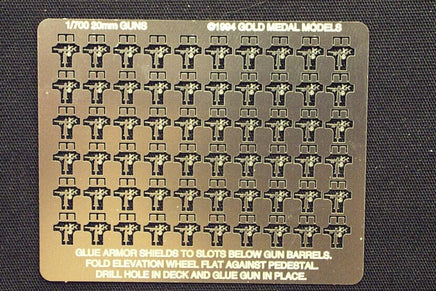 1/700 20mm GUNS ©1994 GOLD MEDAL MODELS
GLUE ARMOR SHIELDS TO SLOTS BELOW GUN BARRELS.
FOLD ELEVATION WHEEL FLAT AGAINST PEDESTAL.
DRILL HOLE IN DECK AND GLUE GUN IN PLACE.